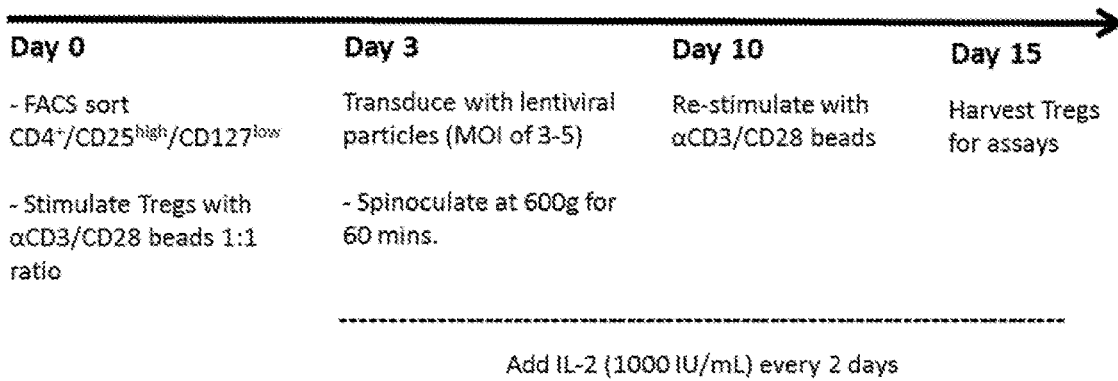 Day 0
- FACS sort
CD4⁺/CD25ʰⁱᵍʰ/CD127ˡᵒʷ
- Stimulate Tregs with
αCD3/CD28 beads 1:1
ratio
Day 3
Transduce with lentiviral
particles (MOI of 3-5)
- Spinoculate at 600g for
60 mins.
Day 10
Re-stimulate with
αCD3/CD28 beads
Day 15
Harvest Tregs
for assays
Add IL-2 (1000 IU/mL) every 2 days